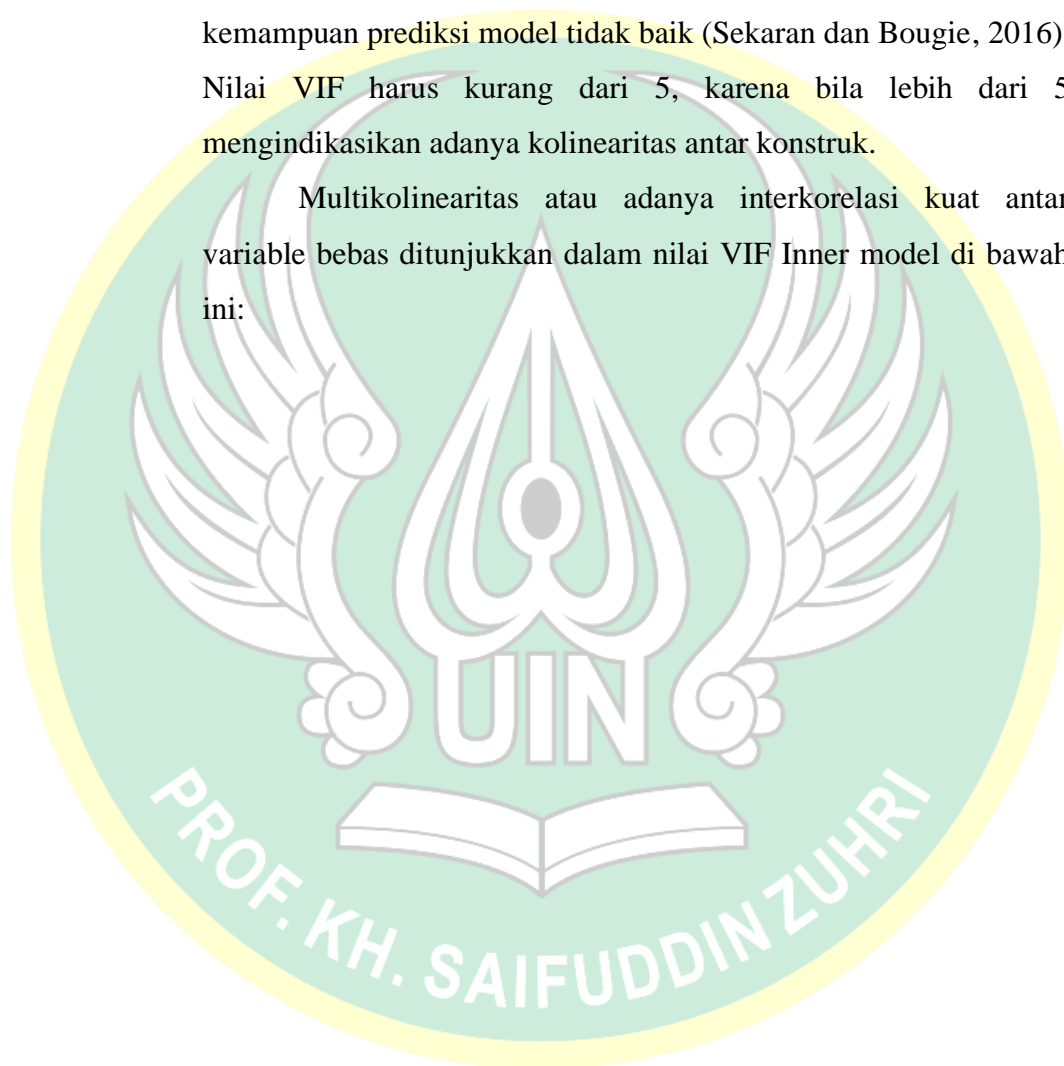 kemampuan prediksi model tidak baik (Sekaran dan Bougie, 2016)
Nilai VIF harus kurang dari 5, karena bila lebih dari 5
mengindikasikan adanya kolinearitas antar konstruk.
Multikolinearitas atau adanya interkorelasi kuat antar
variable bebas ditunjukkan dalam nilai VIF Inner model di bawah
ini:
UIN
PROF. KH. SAIFUDDIN ZUHRI